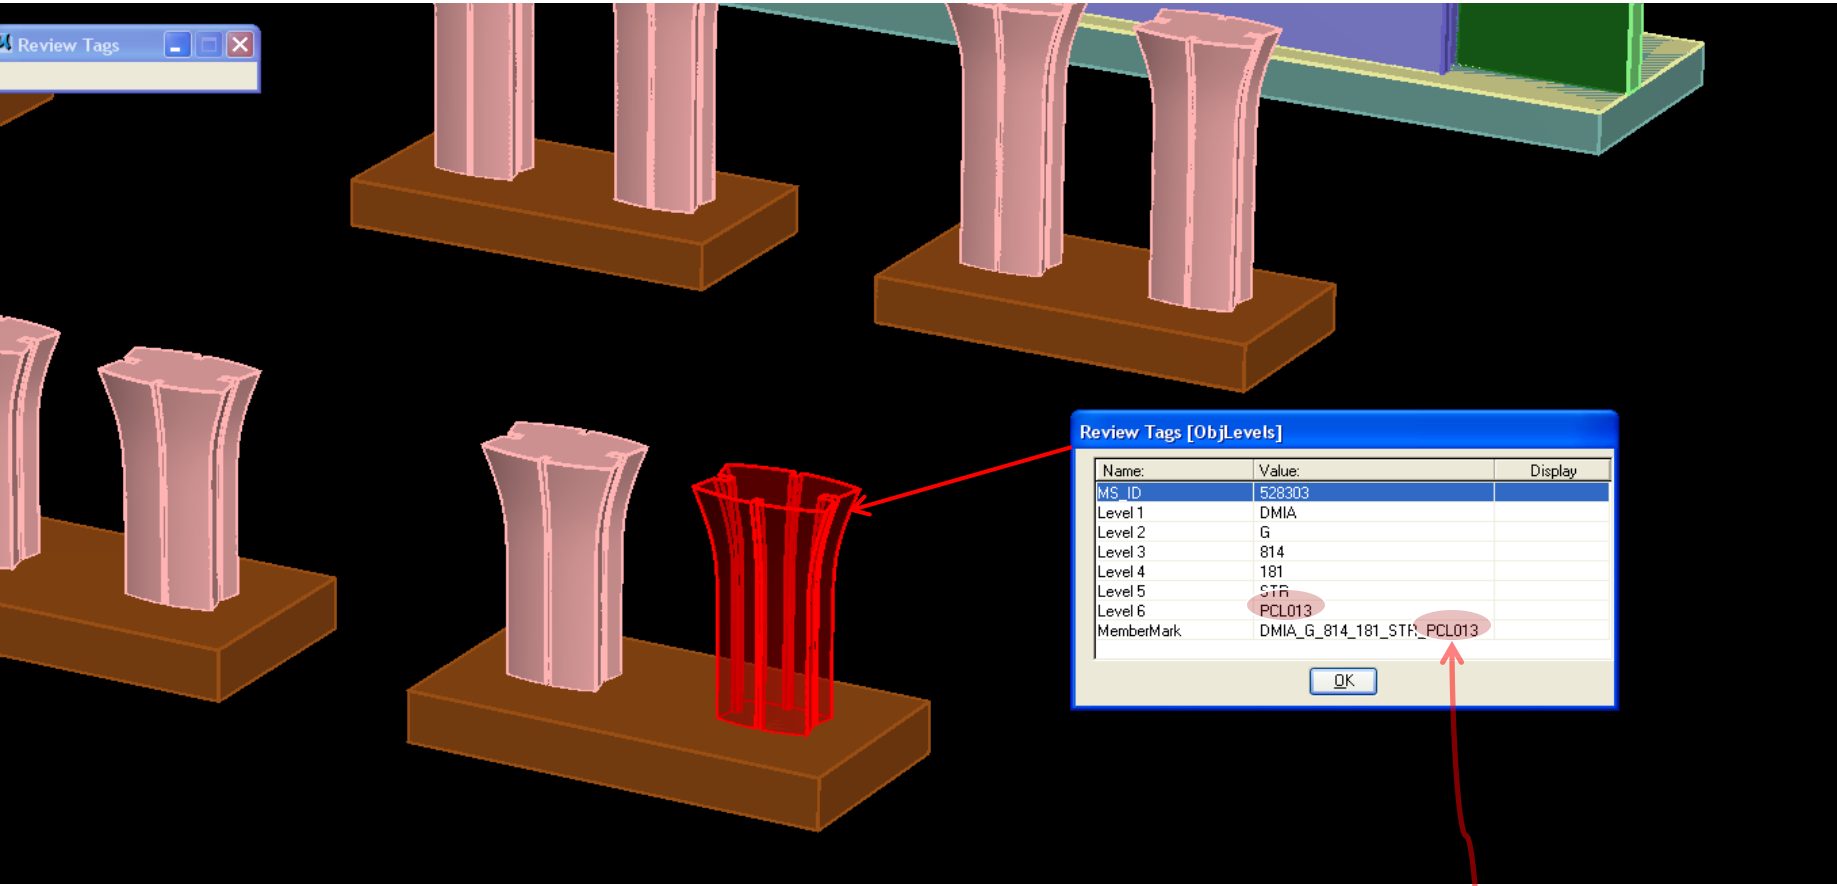 Review Tags
Review Tags [ObjLevels]
Name: Value: Display
MS_ID 528303
Level 1 DMIA
Level 2 G
Level 3 814
Level 4 181
Level 5 STR
Level 6 PCL013
MemberMark DMIA_G_814_181_STR_PCL013
OK